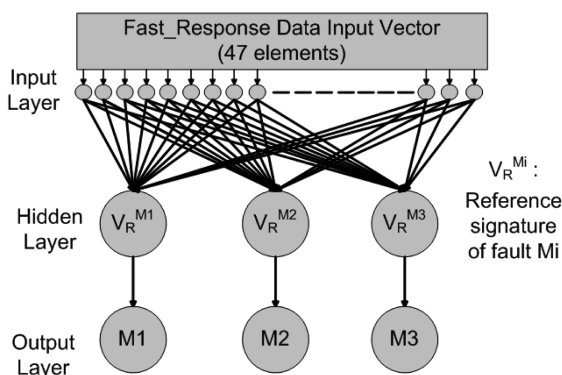 Fast_Response Data Input Vector
(47 elements)
Input
Layer
V_R^Mi :
Reference
signature
of fault Mi
Hidden
Layer
V_R^M1
V_R^M2
V_R^M3
Output
Layer
M1
M2
M3